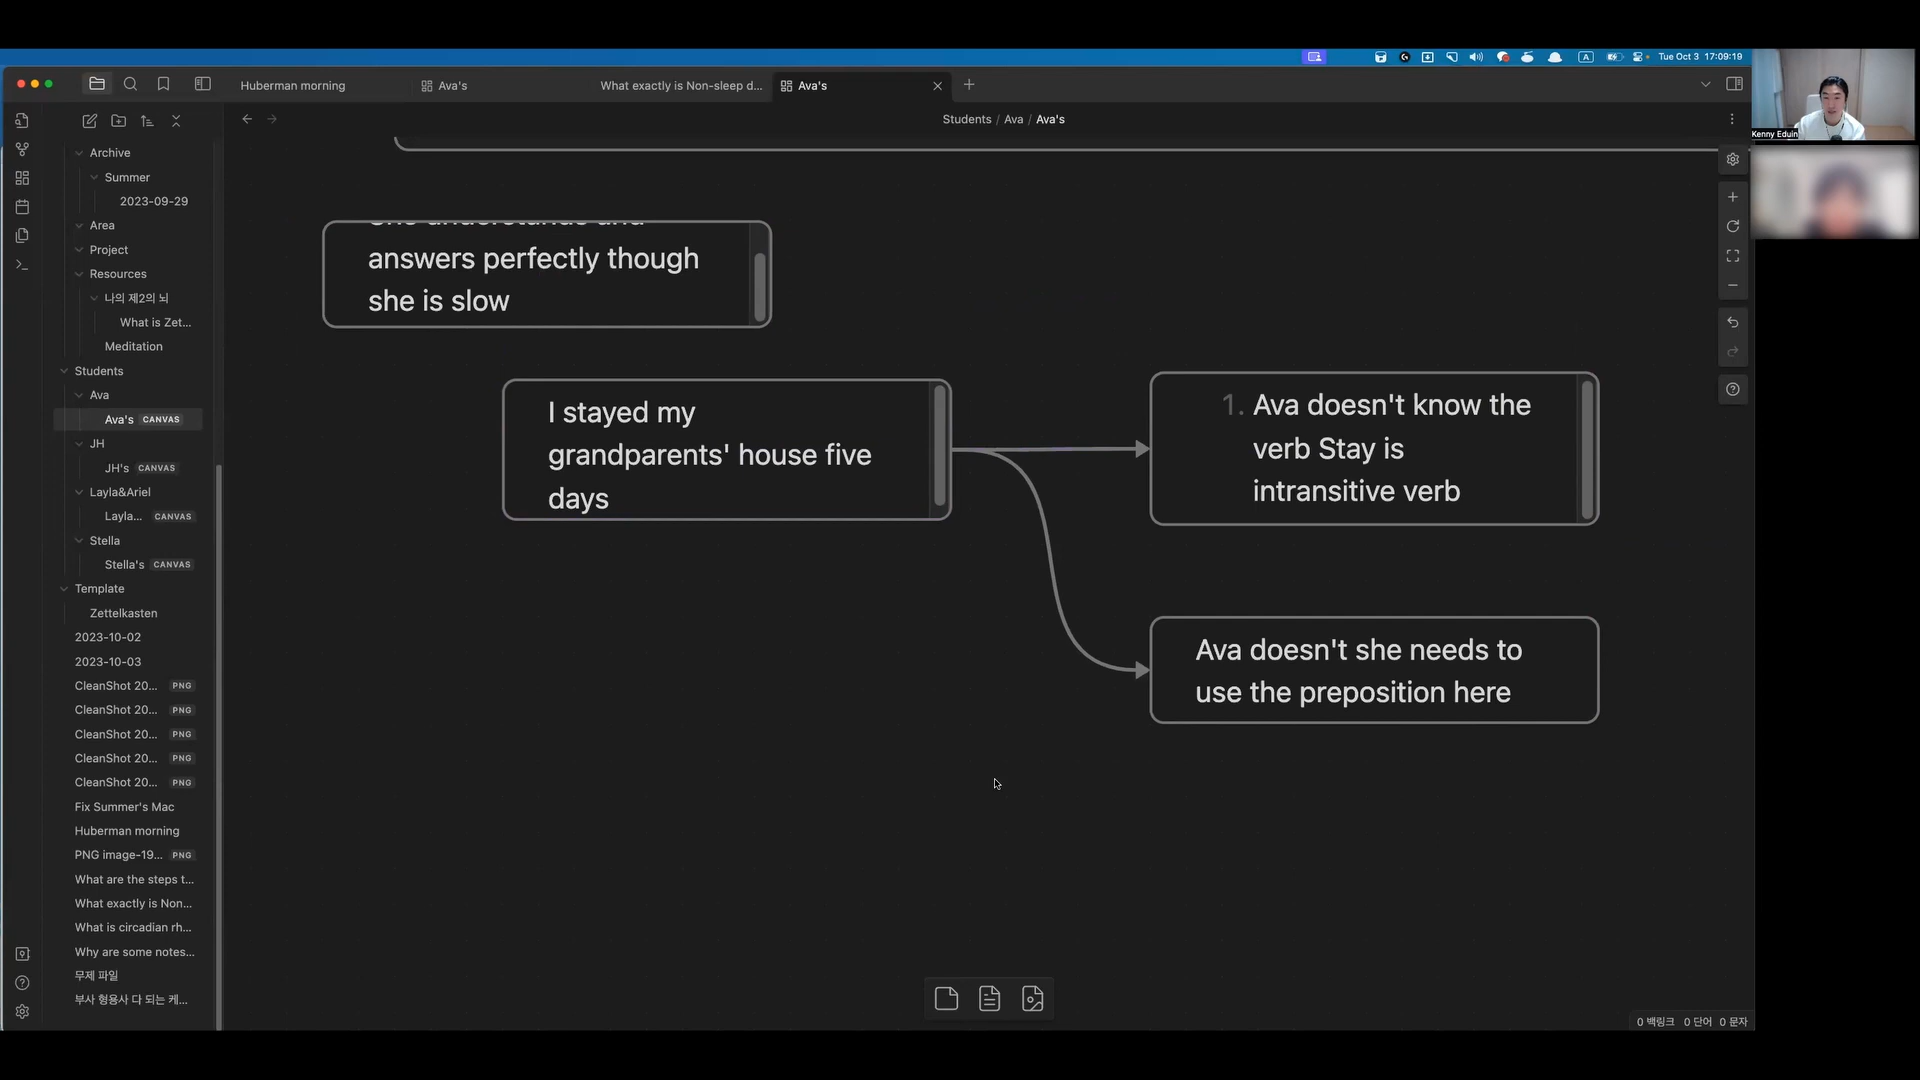 Tue Oct 3 17:09:19
Huberman morning
Ava's
What exactly is Non-sleep d...
Ava's
Students / Ava / Ava's
Kenny Eduin
Archive
Summer
2023-09-29
Area
Project
Resources
나의 제2의 뇌
What is Zet...
Meditation
Students
Ava
Ava's CANVAS
JH
JH's CANVAS
Layla&Ariel
Layla... CANVAS
Stella
Stella's CANVAS
Template
Zettelkasten
2023-10-02
2023-10-03
CleanShot 20... PNG
CleanShot 20... PNG
CleanShot 20... PNG
CleanShot 20... PNG
CleanShot 20... PNG
Fix Summer's Mac
Huberman morning
PNG image-19... PNG
What are the steps t...
What exactly is Non...
What is circadian rh...
Why are some notes...
무제 파일
부사 형용사 다 되는 케...
She understands and
answers perfectly though
she is slow
I stayed my
grandparents' house five
days
1. Ava doesn't know the
verb Stay is
intransitive verb
Ava doesn't she needs to
use the preposition here
0 백링크 0 단어 0 문자